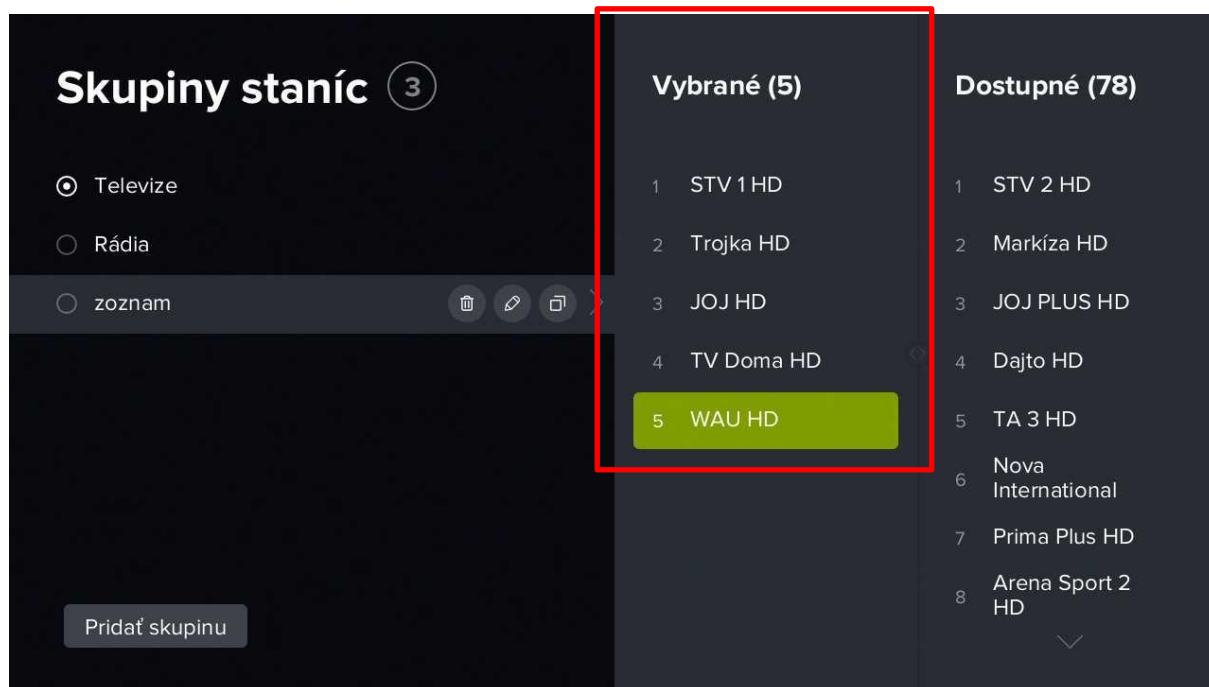 Skupiny staníc 3
Televize
Rádia
zoznam
Pridať skupinu
Vybrané (5)
1 STV 1 HD
2 Trojka HD
3 JOJ HD
4 TV Doma HD
5 WAU HD
Dostupné (78)
1 STV 2 HD
2 Markíza HD
3 JOJ PLUS HD
4 Dajto HD
5 TA 3 HD
6 Nova
International
7 Prima Plus HD
8 Arena Sport 2
HD